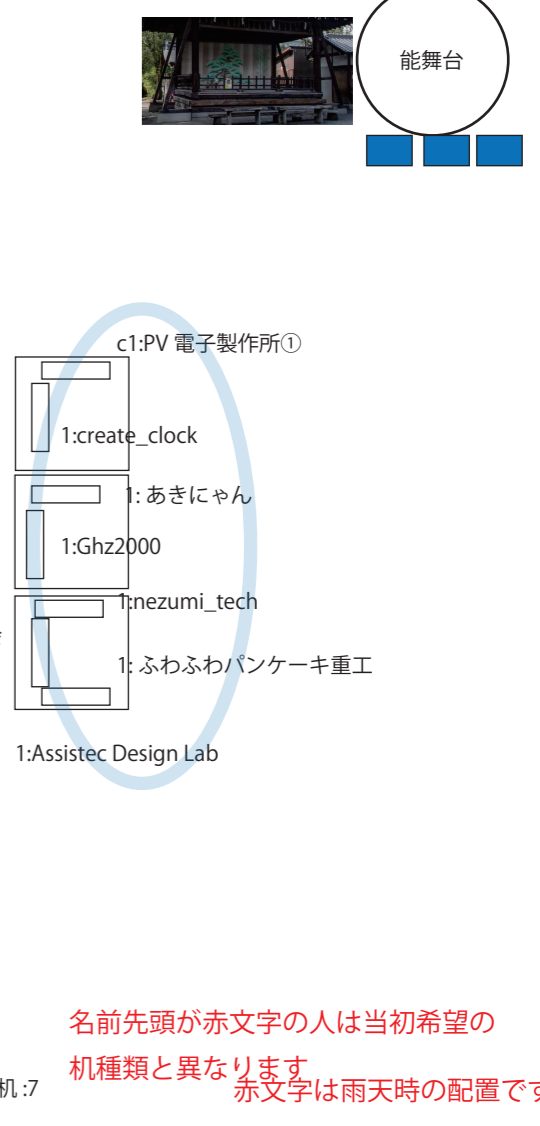 能舞台
c1:PV 電子製作所①
1:create_clock
1: あきにゃん
1:Ghz2000
1:nezumi_tech
1: ふわふわパンケーキ重工
1:Assistec Design Lab
名前先頭が赤文字の人は当初希望の
机種類と異なります
机 :7
赤文字は雨天時の配置です